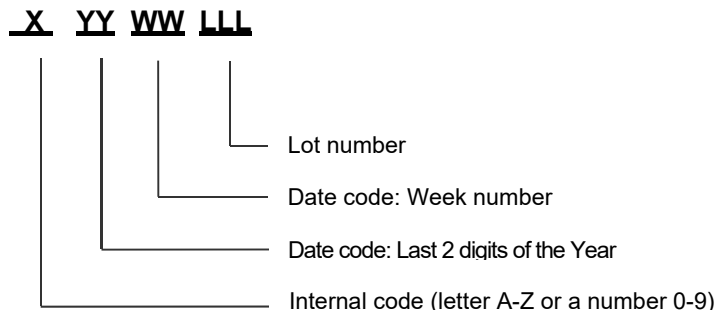 X YY WW LLL
Lot number
Date code: Week number
Date code: Last 2 digits of the Year
Internal code (letter A-Z or a number 0-9)